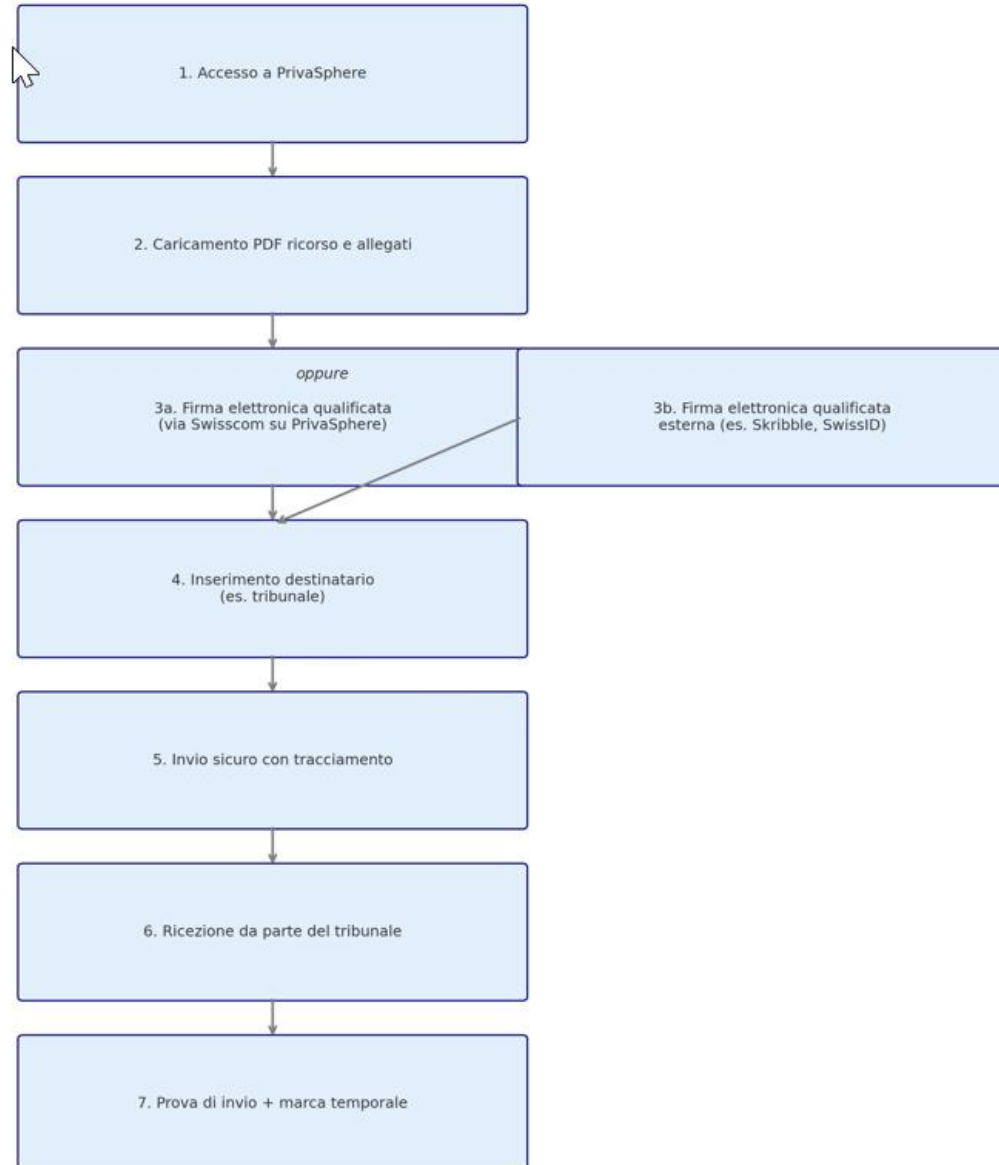 1. Accesso a PrivaSphere
2. Caricamento PDF ricorso e allegati
oppure
3a. Firma elettronica qualificata
(via Swisscom su PrivaSphere)
3b. Firma elettronica qualificata
esterna (es. Skribble, SwissID)
4. Inserimento destinatario
(es. tribunale)
5. Invio sicuro con tracciamento
6. Ricezione da parte del tribunale
7. Prova di invio + marca temporale